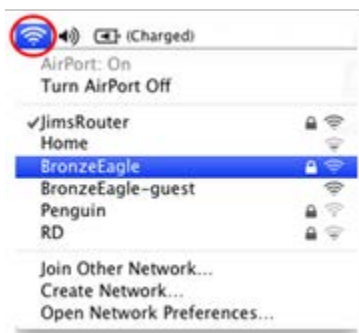 (Charged)
AirPort: On
Turn AirPort Off
✓JimsRouter
Home
BronzeEagle
BronzeEagle-guest
Penguin
RD
Join Other Network...
Create Network...
Open Network Preferences...